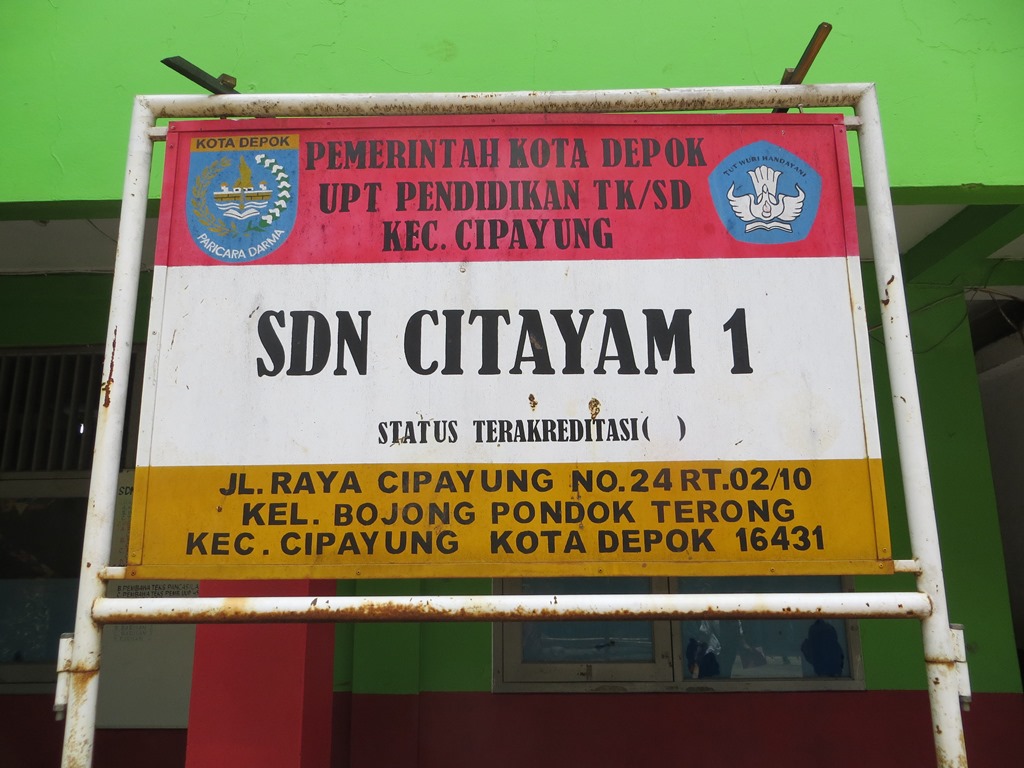 KOTA DEPOK
PARICARA DARMA
PEMERINTAH KOTA DEPOK
UPT PENDIDIKAN TK/SD
KEC. CIPAYUNG
TUT WURI HANDAYANI
SDN CITAYAM 1
STATUS TERAKREDITASI( )
JL. RAYA CIPAYUNG NO.24 RT.02/10
KEL. BOJONG PONDOK TERONG
KEC. CIPAYUNG KOTA DEPOK 16431